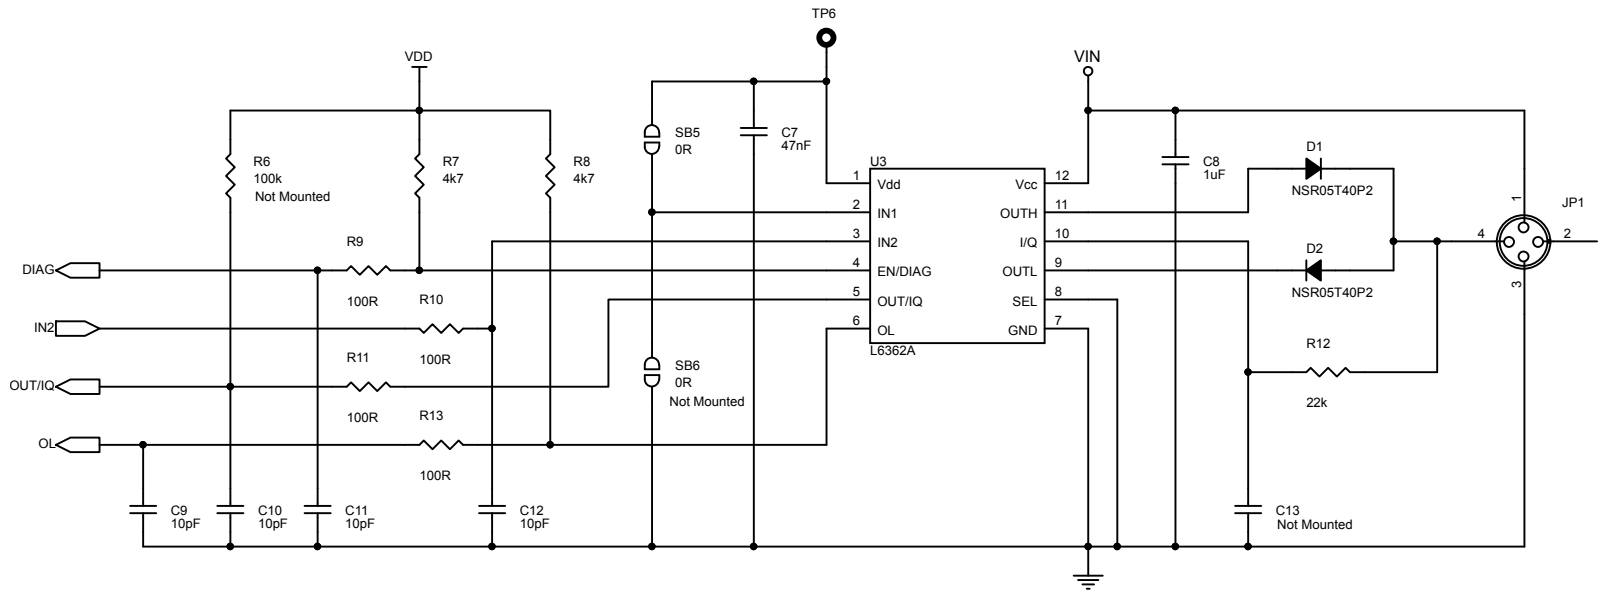 TP6
VDD
VIN
R6
100k
Not Mounted
R7
4k7
R8
4k7
SB5
0R
C7
47nF
U3
1
Vdd
2
IN1
3
IN2
4
EN/DIAG
5
OUT/IQ
6
OL
Vcc
12
OUTH
11
I/Q
10
OUTL
9
SEL
8
GND
7
L6362A
C8
1uF
D1
NSR05T40P2
D2
NSR05T40P2
JP1
1
2
3
4
R9
100R
DIAG
R10
100R
IN2
R11
100R
OUT/IQ
R13
100R
OL
SB6
0R
Not Mounted
R12
22k
C9
10pF
C10
10pF
C11
10pF
C12
10pF
C13
Not Mounted